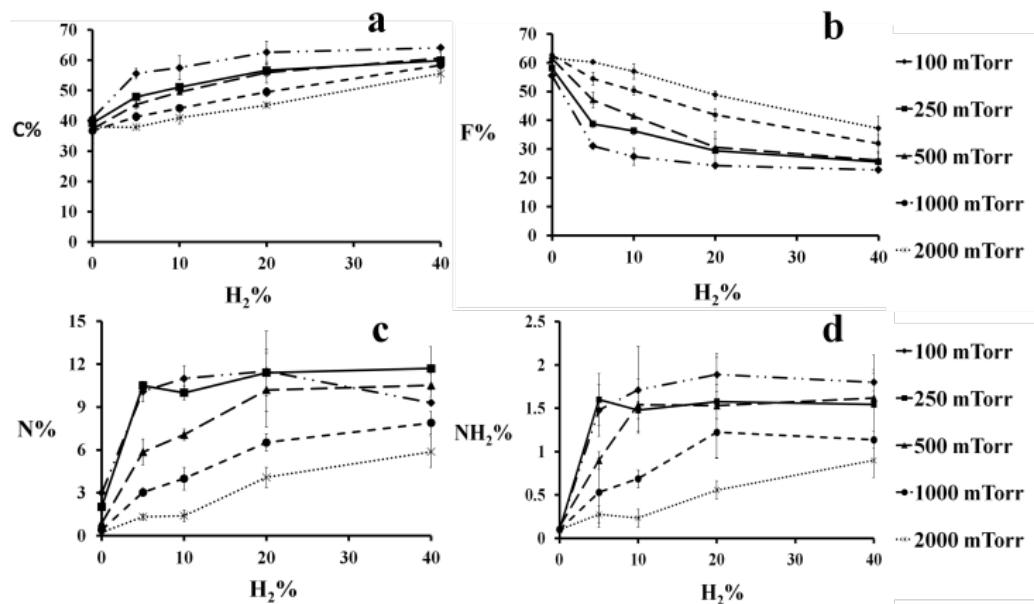 a
70
60
50
40
30
20
10
0
C%
0 10 20 30 40
H₂%
b
70
60
50
40
30
20
10
0
F%
0 10 20 30 40
H₂%
100 mTorr
250 mTorr
500 mTorr
1000 mTorr
2000 mTorr
c
15
12
9
6
3
0
N%
0 10 20 30 40
H₂%
d
2.5
2
1.5
1
0.5
0
NH₂%
0 10 20 30 40
H₂%
100 mTorr
250 mTorr
500 mTorr
1000 mTorr
2000 mTorr